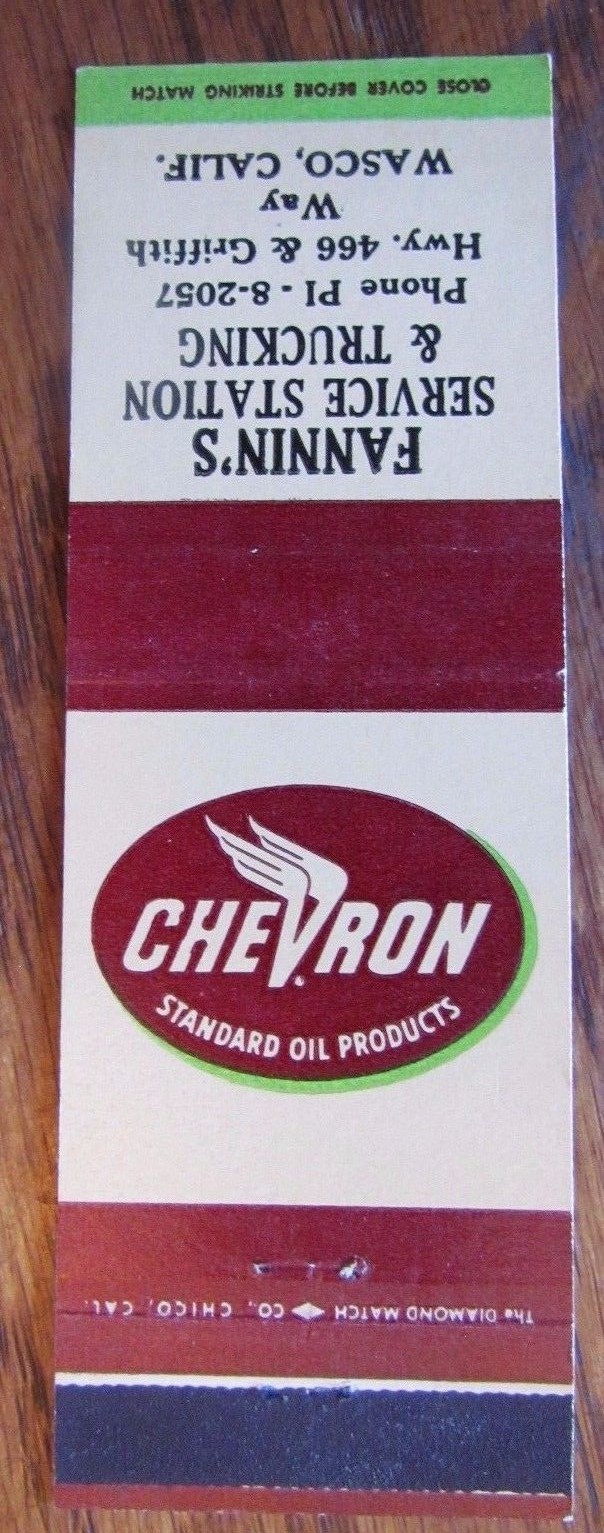 CLOSE COVER BEFORE STRIKING MATCH
FANNIN'S
SERVICE STATION
& TRUCKING
Phone PI - 8-2057
Hwy. 466 & Griffith
Way
WASCO, CALIF.
CHEVRON
STANDARD OIL PRODUCTS
The DIAMOND MATCH CO., CHICO, CAL.